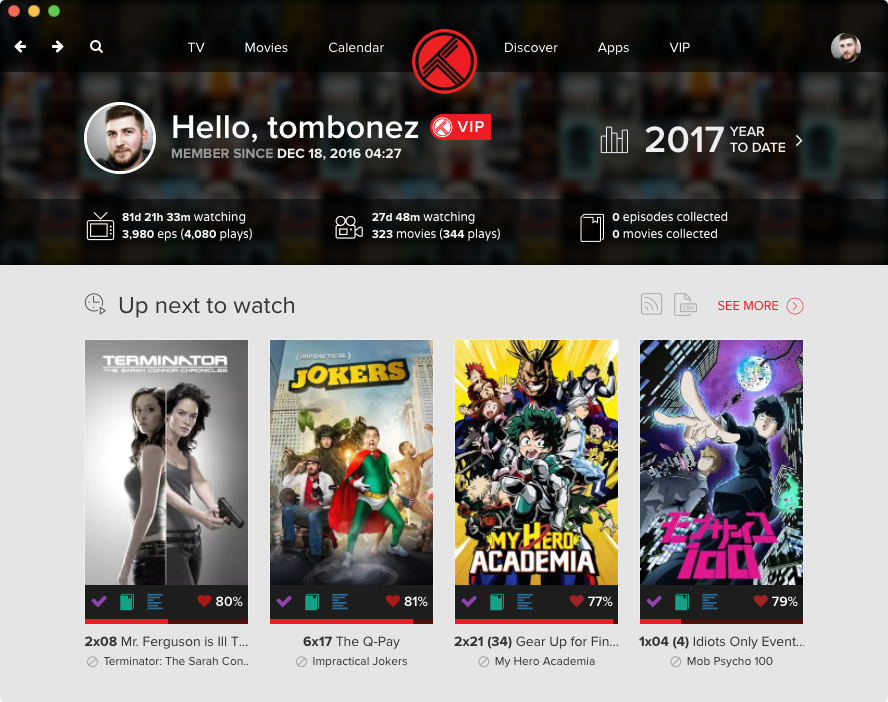 TV
Movies
Calendar
Discover
Apps
VIP
Hello, tombonez
VIP
MEMBER SINCE DEC 18, 2016 04:27
2017 YEAR
TO DATE
81d 21h 33m watching
3,980 eps (4,080 plays)
27d 48m watching
323 movies (344 plays)
0 episodes collected
0 movies collected
Up next to watch
CSV
SEE MORE
TERMINATOR
THE SARAH CONNOR CHRONICLES
(IMPRACTICAL)
JOKERS
MY HERO
ACADEMIA
モブサイコ
100
80%
81%
77%
79%
2x08 Mr. Ferguson is Ill T...
Terminator: The Sarah Con..
6x17 The Q-Pay
Impractical Jokers
2x21 (34) Gear Up for Fin...
My Hero Academia
1x04 (4) Idiots Only Event...
Mob Psycho 100